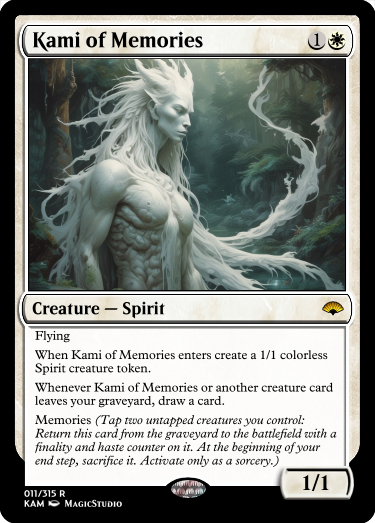 Kami of Memories 1
Creature — Spirit
Flying
When Kami of Memories enters create a 1/1 colorless
Spirit creature token.
Whenever Kami of Memories or another creature card
leaves your graveyard, draw a card.
Memories (Tap two untapped creatures you control:
Return this card from the graveyard to the battlefield with a
finality and haste counter on it. At the beginning of your
end step, sacrifice it. Activate only as a sorcery.)
1/1
011/315 R
KAM MagicStudio